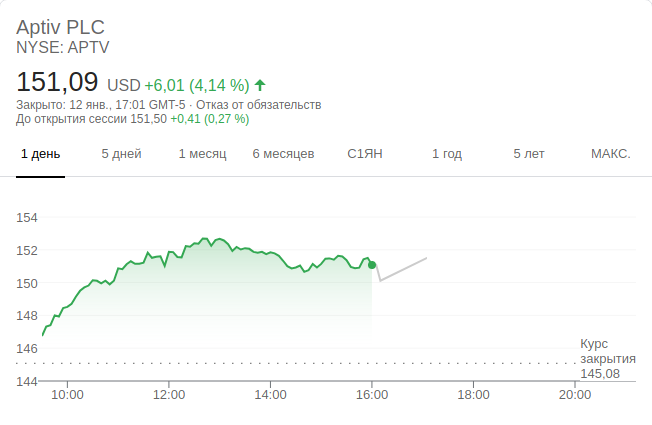 Aptiv PLC
NYSE: APTV
151,09 USD +6,01 (4,14 %)
Закрыто: 12 янв., 17:01 GMT-5 · Отказ от обязательств
До открытия сессии 151,50 +0,41 (0,27 %)
1 день 5 дней 1 месяц 6 месяцев С1ЯН 1 год 5 лет МАКС.
154
152
150
148
146
Курс
закрытия
145,08
144
10:00 12:00 14:00 16:00 18:00 20:00